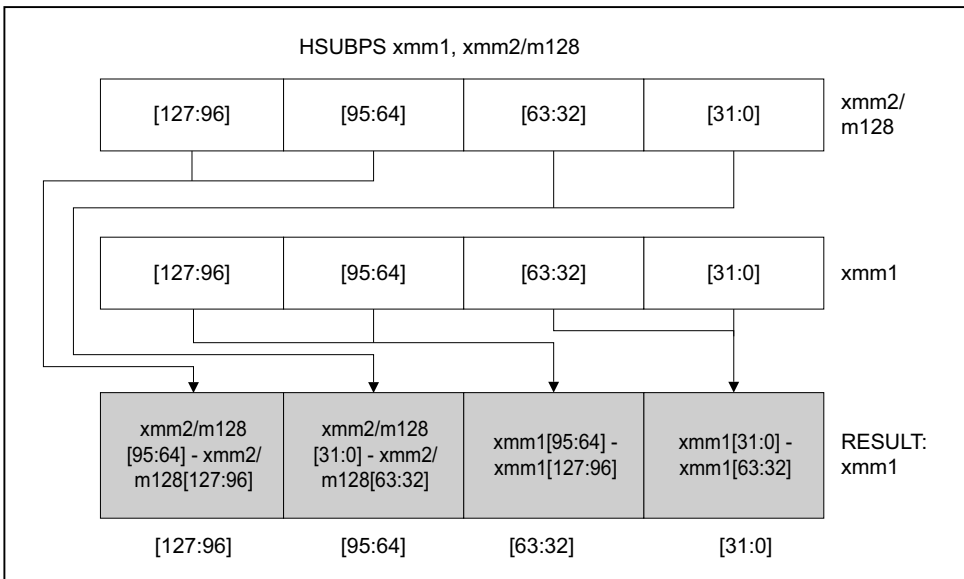 HSUBPS xmm1, xmm2/m128
[127:96] [95:64] [63:32] [31:0]
xmm2/
m128
[127:96] [95:64] [63:32] [31:0] xmm1
xmm2/m128
[95:64] - xmm2/
m128[127:96]
xmm2/m128
[31:0] - xmm2/
m128[63:32]
xmm1[95:64] -
xmm1[127:96]
xmm1[31:0] -
xmm1[63:32]
RESULT:
xmm1
[127:96] [95:64] [63:32] [31:0]